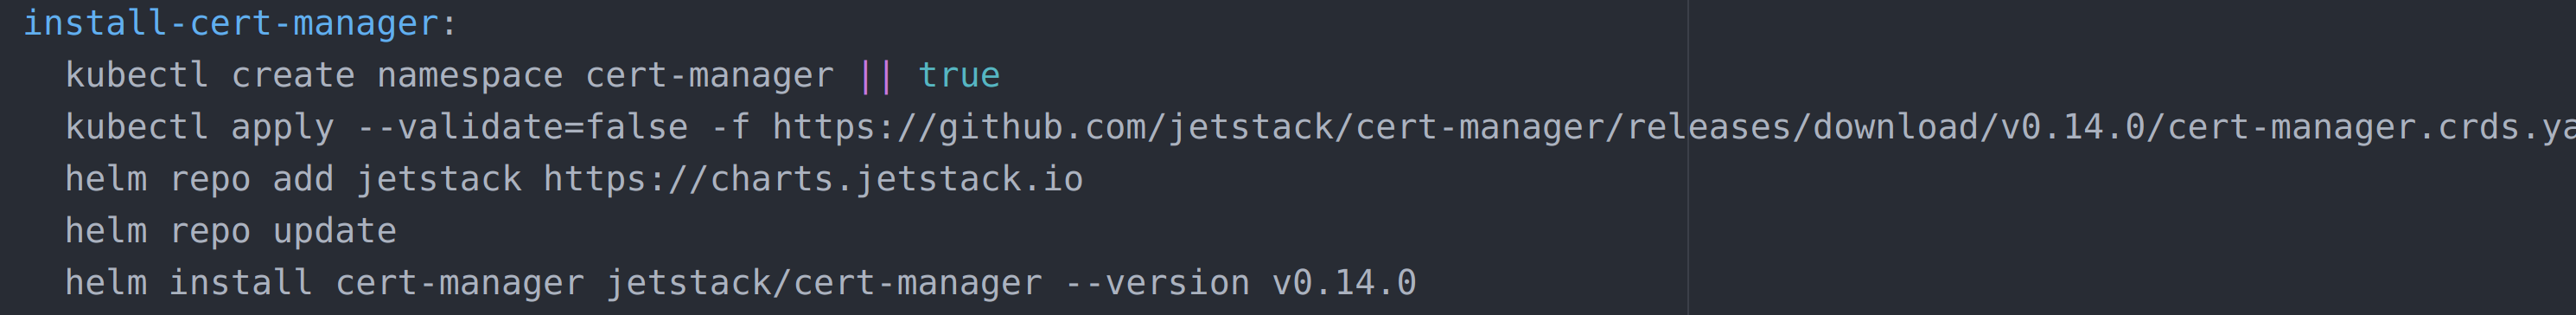 install-cert-manager:
kubectl create namespace cert-manager || true
kubectl apply --validate=false -f https://github.com/jetstack/cert-manager/releases/download/v0.14.0/cert-manager.crds.ya
helm repo add jetstack https://charts.jetstack.io
helm repo update
helm install cert-manager jetstack/cert-manager --version v0.14.0